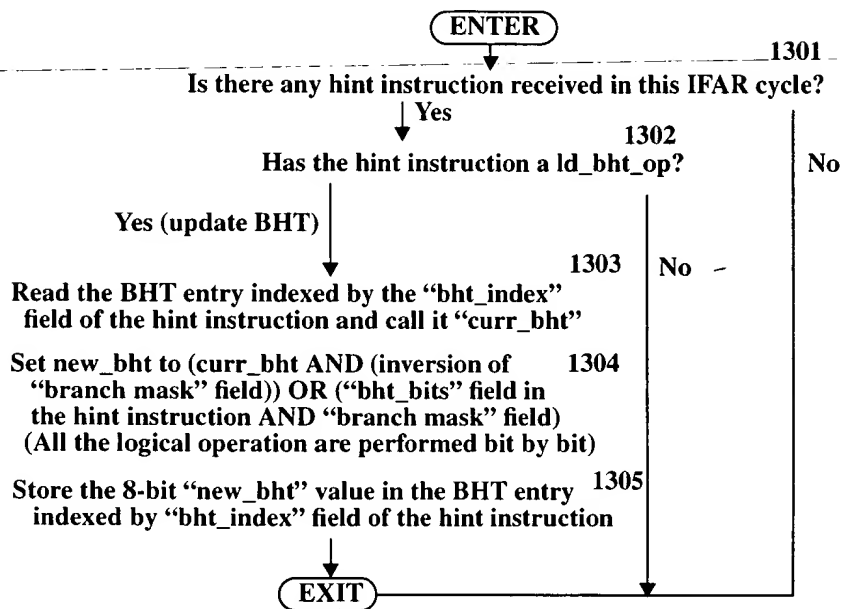 ENTER
1301
Is there any hint instruction received in this IFAR cycle?
Yes
1302
Has the hint instruction a ld_bht_op?
No
Yes (update BHT)
1303
No
Read the BHT entry indexed by the “bht_index”
field of the hint instruction and call it “curr_bht”
Set new_bht to (curr_bht AND (inversion of
1304
“branch mask” field)) OR (“bht_bits” field in
the hint instruction AND “branch mask” field)
(All the logical operation are performed bit by bit)
Store the 8-bit “new_bht” value in the BHT entry
1305
indexed by “bht_index” field of the hint instruction
EXIT